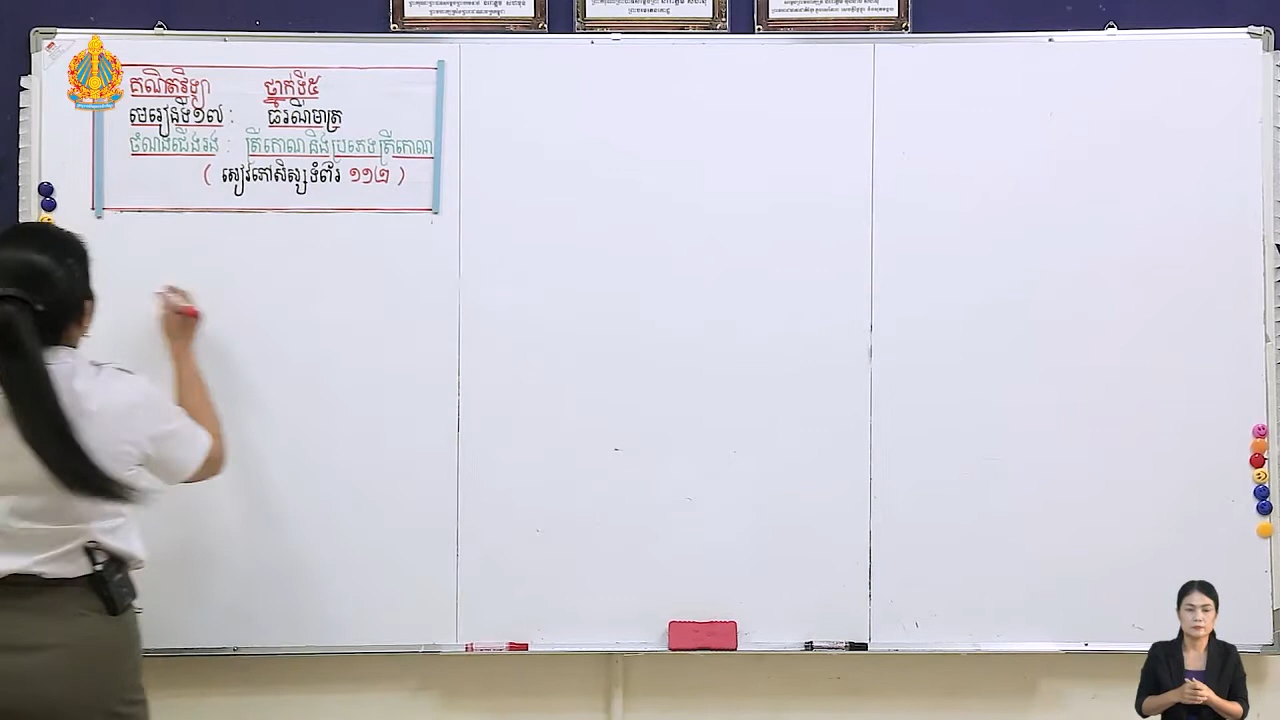 គណិតវិទ្យា ថ្នាក់ទី៥
មេរៀនទី១៧ : ធរណីមាត្រ
ចំណងជើងរង : ត្រីកោណ និងប្រភេទត្រីកោណ
( សៀវភៅសិស្សទំព័រ ១១២ )